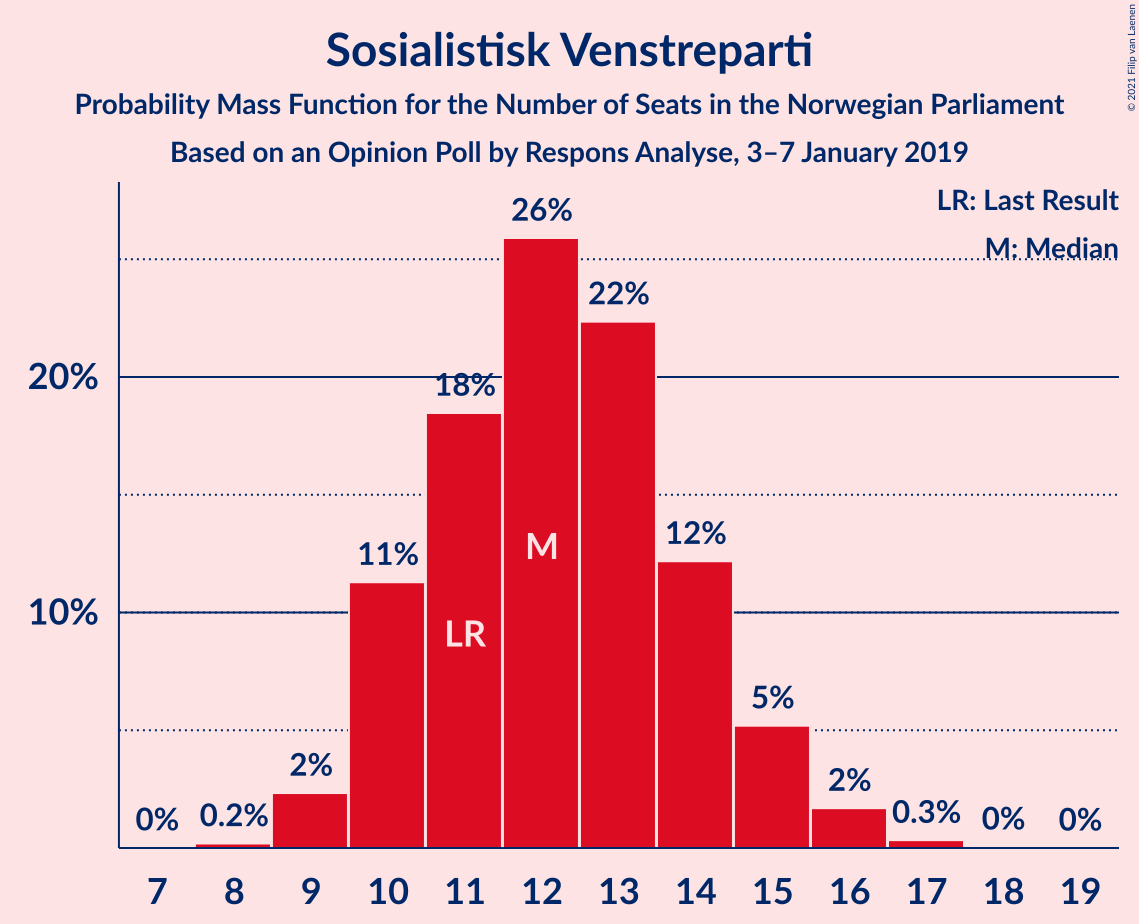 Sosialistisk Venstreparti
Probability Mass Function for the Number of Seats in the Norwegian Parliament
Based on an Opinion Poll by Respons Analyse, 3–7 January 2019
© 2021 Filip van Laenen
LR: Last Result
M: Median
26%
22%
20%
18%
12%
11%
M
10%
LR
5%
2%
2%
0%
0.2%
0.3%
0%
0%
7 8 9 10 11 12 13 14 15 16 17 18 19